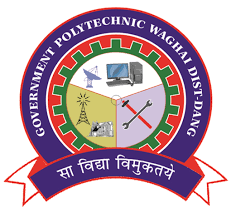 GOVERNMENT POLYTECHNIC WAGHAI DIST-DANG
सा विद्या विमुक्तये